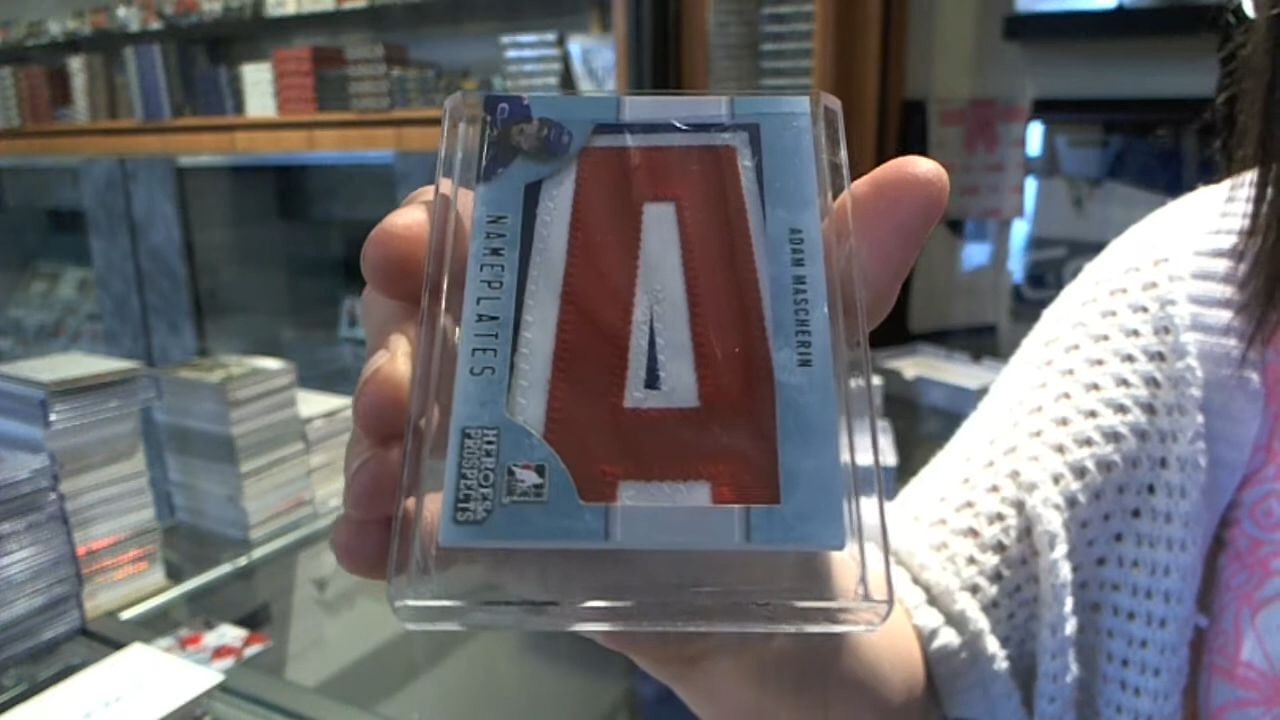 ADAM MASCHERIN
A
NAMEPLATES
HEROES
PROSPECTS